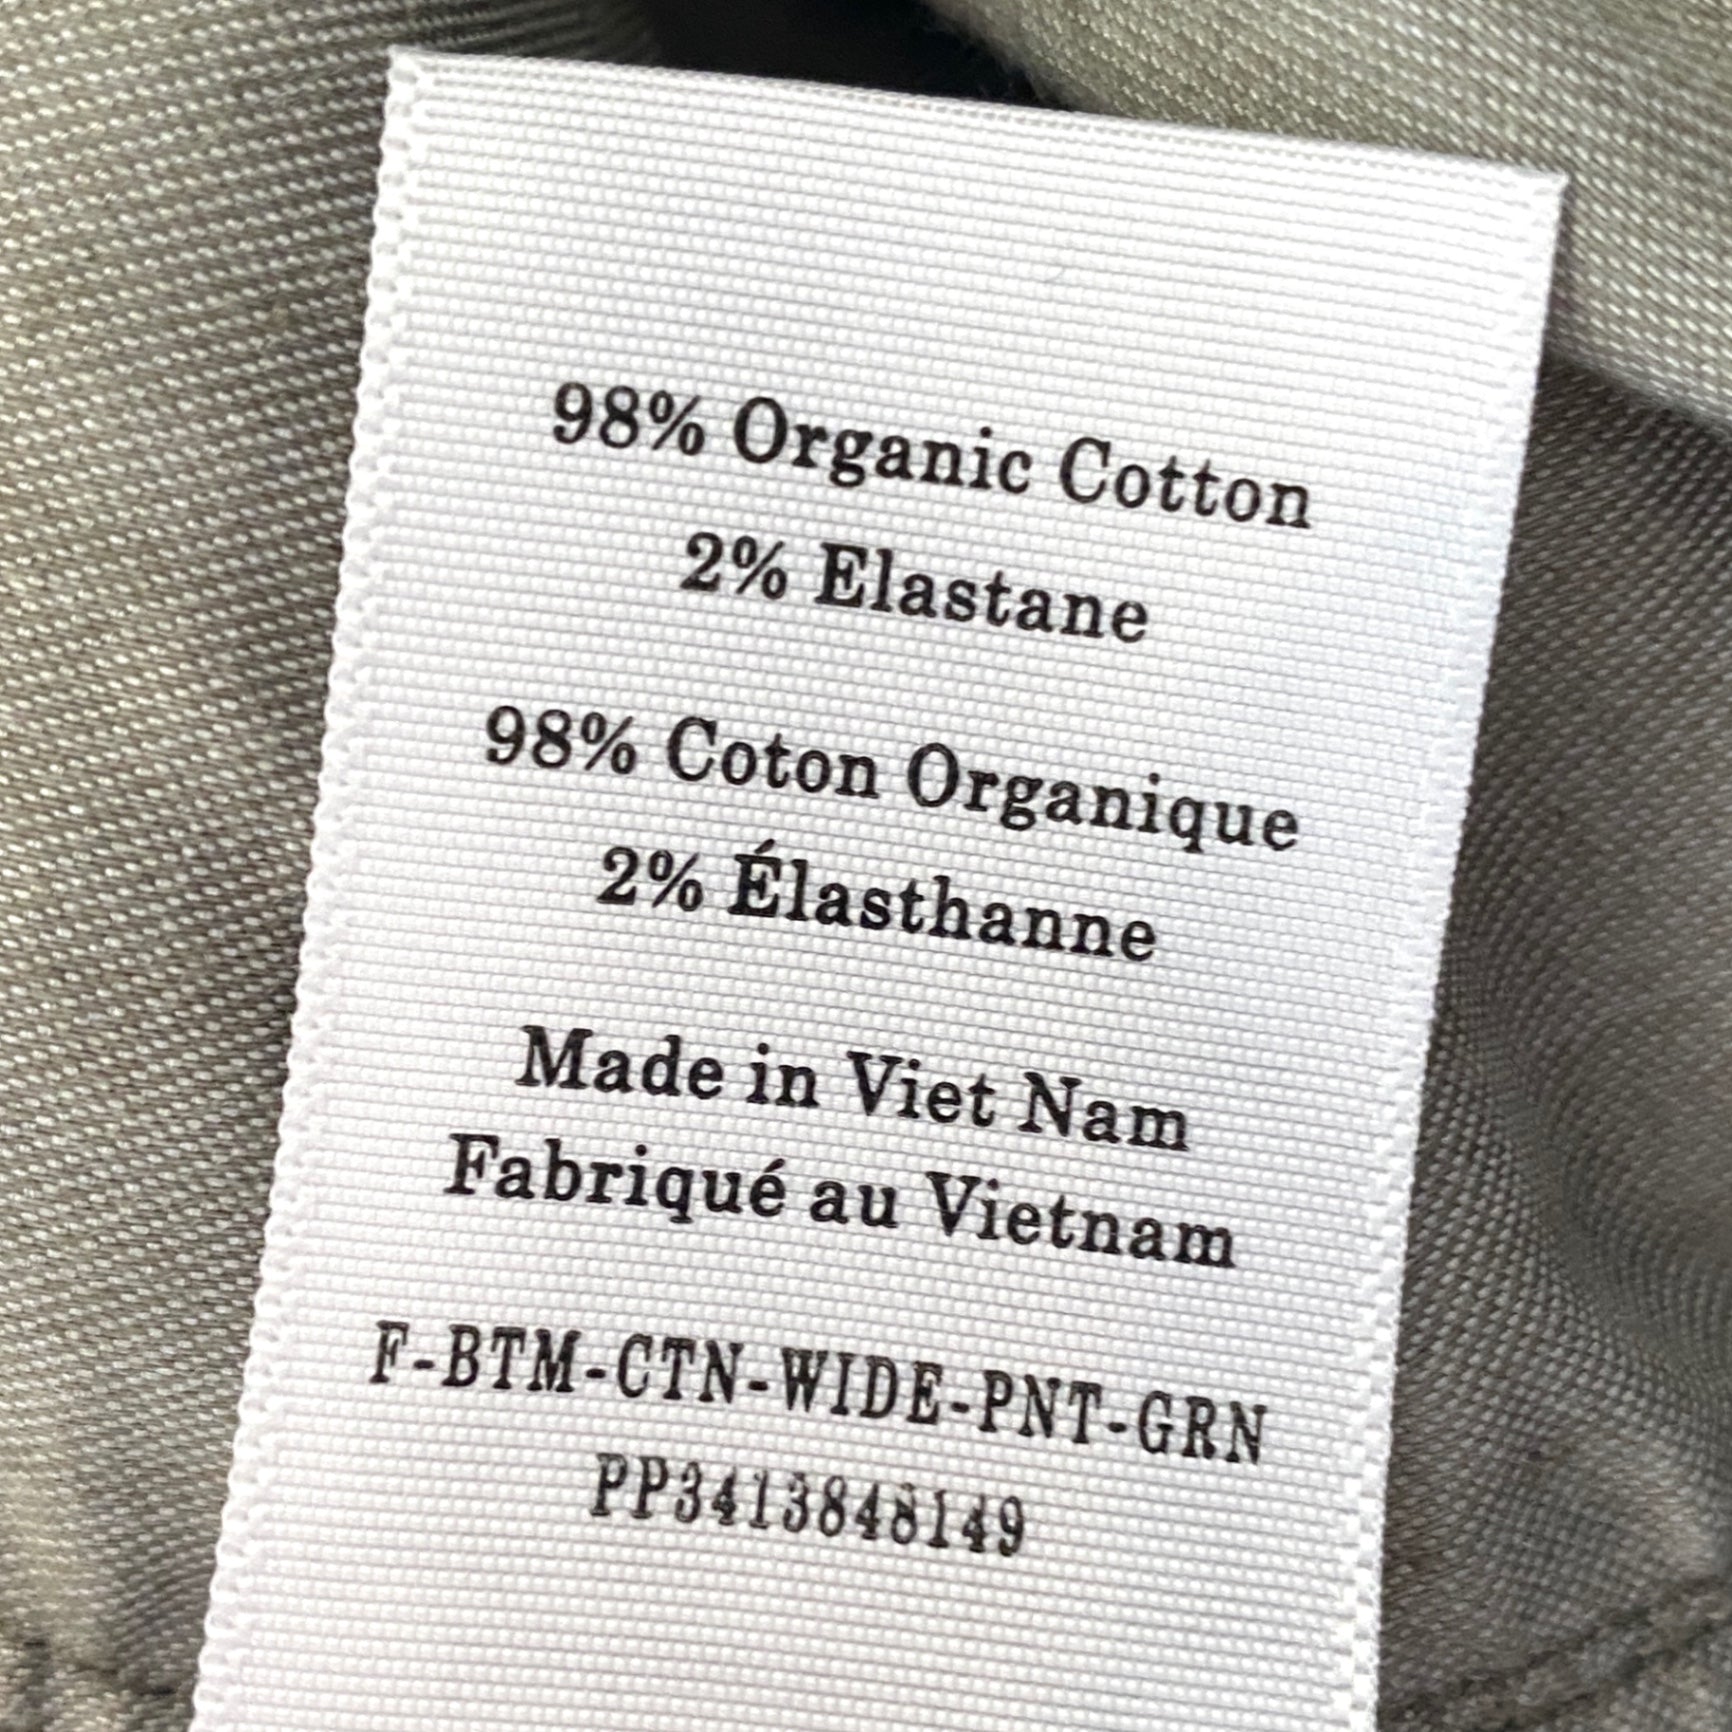 98% Organic Cotton
2% Elastane
98% Coton Organique
2% Élasthanne
Made in Viet Nam
Fabriqué au Vietnam
F-BTM-CTN-WIDE-PNT-GRN
PP3413848149